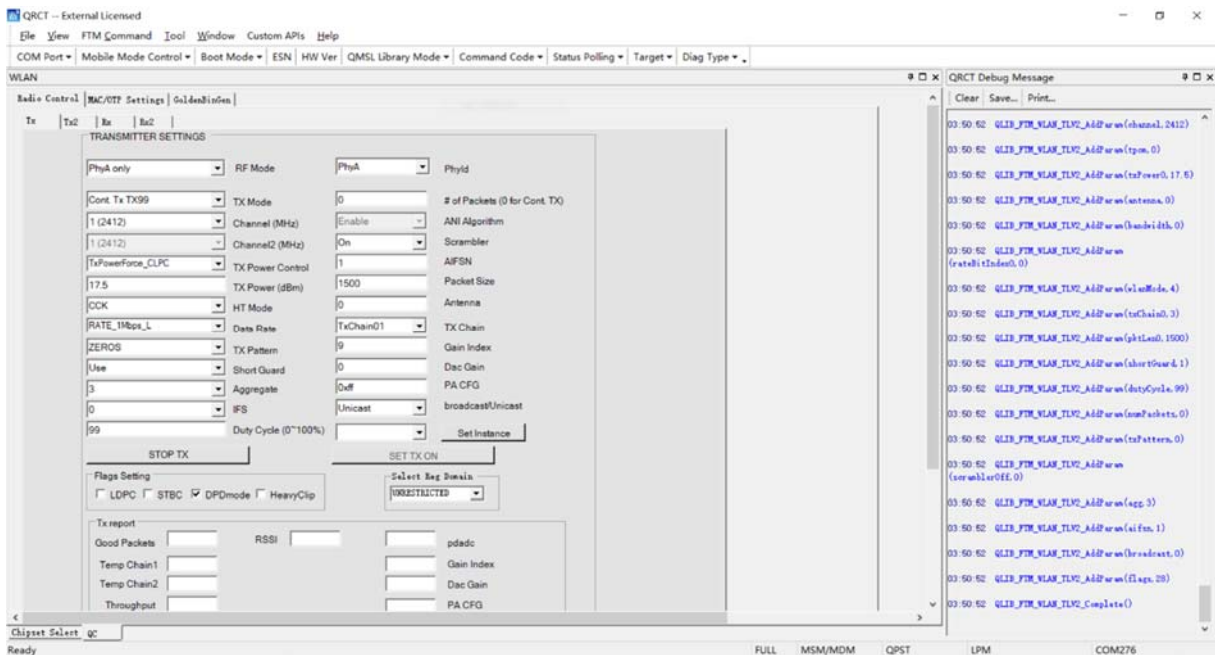 QRCT -- External Licensed
File View FTM Command Tool Window Custom APIs Help
COM Port Mobile Mode Control Boot Mode ESN HW Ver QMSL Library Mode Command Code Status Polling Target Diag Type
WLAN
Radio Control MAC/OTP Settings GoldenBinGen
Tx Tx2 Rx Rx2
TRANSMITTER SETTINGS
PhyA only RF Mode PhyA PhyId
Cont. Tx TX99 TX Mode 0 # of Packets (0 for Cont. TX)
1 (2412) Channel (MHz) Enable ANI Algorithm
1 (2412) Channel2 (MHz) On Scrambler
TxPowerForce_CLPC TX Power Control 1 AIFSN
17.5 TX Power (dBm) 1500 Packet Size
CCK HT Mode 0 Antenna
RATE_1Mbps_L Data Rate TxChain01 TX Chain
ZEROS TX Pattern 9 Gain Index
Use Short Guard 0 Dac Gain
3 Aggregate 0xff PA CFG
0 IFS Unicast broadcast/Unicast
99 Duty Cycle (0~100%) Set Instance
STOP TX SET TX ON
Flags Setting
LDPC STBC DPDmode HeavyClip
Select Reg Domain
UNRESTRICTED
Tx report
Good Packets RSSI pdadc
Temp Chain1 Gain Index
Temp Chain2 Dac Gain
Throughput PA CFG
Chipset Select QC
QRCT Debug Message
Clear Save... Print...
03:50:52 QLIB_FTM_WLAN_TLV2_AddParam(channel,2412)
03:50:52 QLIB_FTM_WLAN_TLV2_AddParam(tpcm,0)
03:50:52 QLIB_FTM_WLAN_TLV2_AddParam(txPower0,17.5)
03:50:52 QLIB_FTM_WLAN_TLV2_AddParam(antenna,0)
03:50:52 QLIB_FTM_WLAN_TLV2_AddParam(bandwidth,0)
03:50:52 QLIB_FTM_WLAN_TLV2_AddParam
(rateBitIndex0,0)
03:50:52 QLIB_FTM_WLAN_TLV2_AddParam(wlanMode,4)
03:50:52 QLIB_FTM_WLAN_TLV2_AddParam(txChain0,3)
03:50:52 QLIB_FTM_WLAN_TLV2_AddParam(pktLen0,1500)
03:50:52 QLIB_FTM_WLAN_TLV2_AddParam(shortGuard,1)
03:50:52 QLIB_FTM_WLAN_TLV2_AddParam(dutyCycle,99)
03:50:52 QLIB_FTM_WLAN_TLV2_AddParam(numPackets,0)
03:50:52 QLIB_FTM_WLAN_TLV2_AddParam(txPattern,0)
03:50:52 QLIB_FTM_WLAN_TLV2_AddParam
(scramblerOff,0)
03:50:52 QLIB_FTM_WLAN_TLV2_AddParam(agg,3)
03:50:52 QLIB_FTM_WLAN_TLV2_AddParam(aifsn,1)
03:50:52 QLIB_FTM_WLAN_TLV2_AddParam(broadcast,0)
03:50:52 QLIB_FTM_WLAN_TLV2_AddParam(flags,28)
03:50:52 QLIB_FTM_WLAN_TLV2_Complete()
Ready FULL MSM/MDM QPST LPM COM276